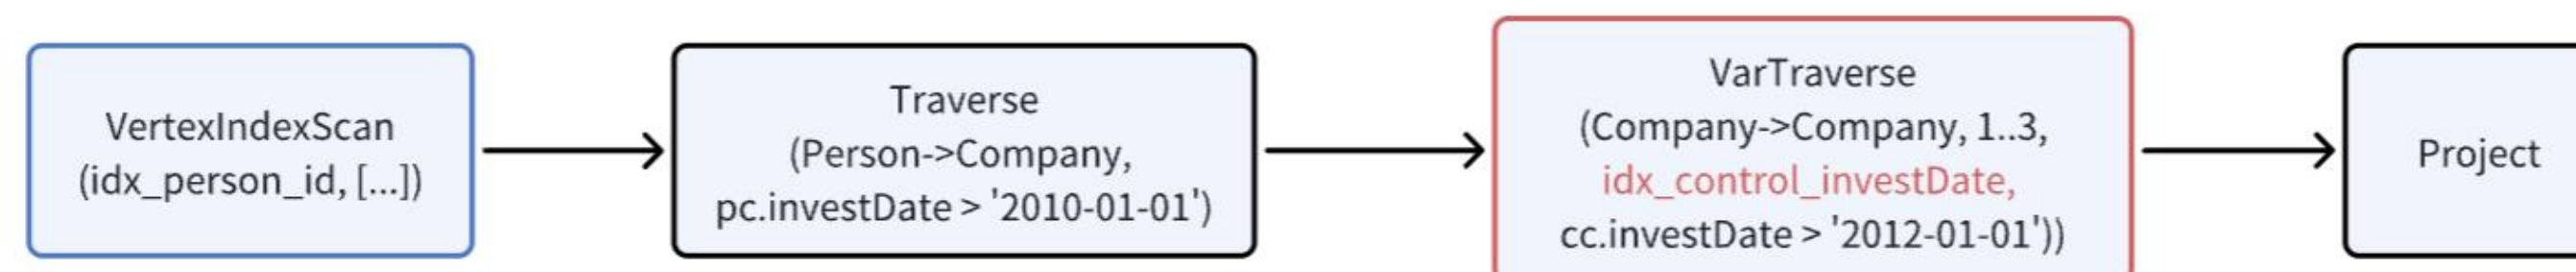 VertexIndexScan
(idx_person_id, [...])
Traverse
(Person->Company,
pc.investDate > '2010-01-01')
VarTraverse
(Company->Company, 1..3,
idx_control_investDate,
cc.investDate > '2012-01-01'))
Project